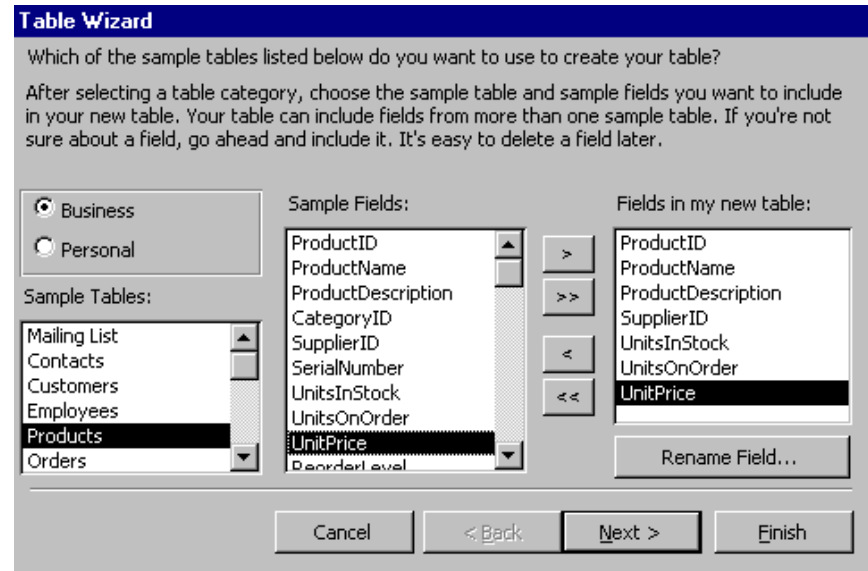 Table Wizard
Which of the sample tables listed below do you want to use to create your table?
After selecting a table category, choose the sample table and sample fields you want to include
in your new table. Your table can include fields from more than one sample table. If you're not
sure about a field, go ahead and include it. It's easy to delete a field later.
Business
Personal
Sample Tables:
Mailing List
Contacts
Customers
Employees
Products
Orders
Sample Fields:
ProductID
ProductName
ProductDescription
CategoryID
SupplierID
SerialNumber
UnitsInStock
UnitsOnOrder
UnitPrice
ReorderLevel
>
>>
<
<<
Fields in my new table:
ProductID
ProductName
ProductDescription
SupplierID
UnitsInStock
UnitsOnOrder
UnitPrice
Rename Field...
Cancel
< Back
Next >
Finish